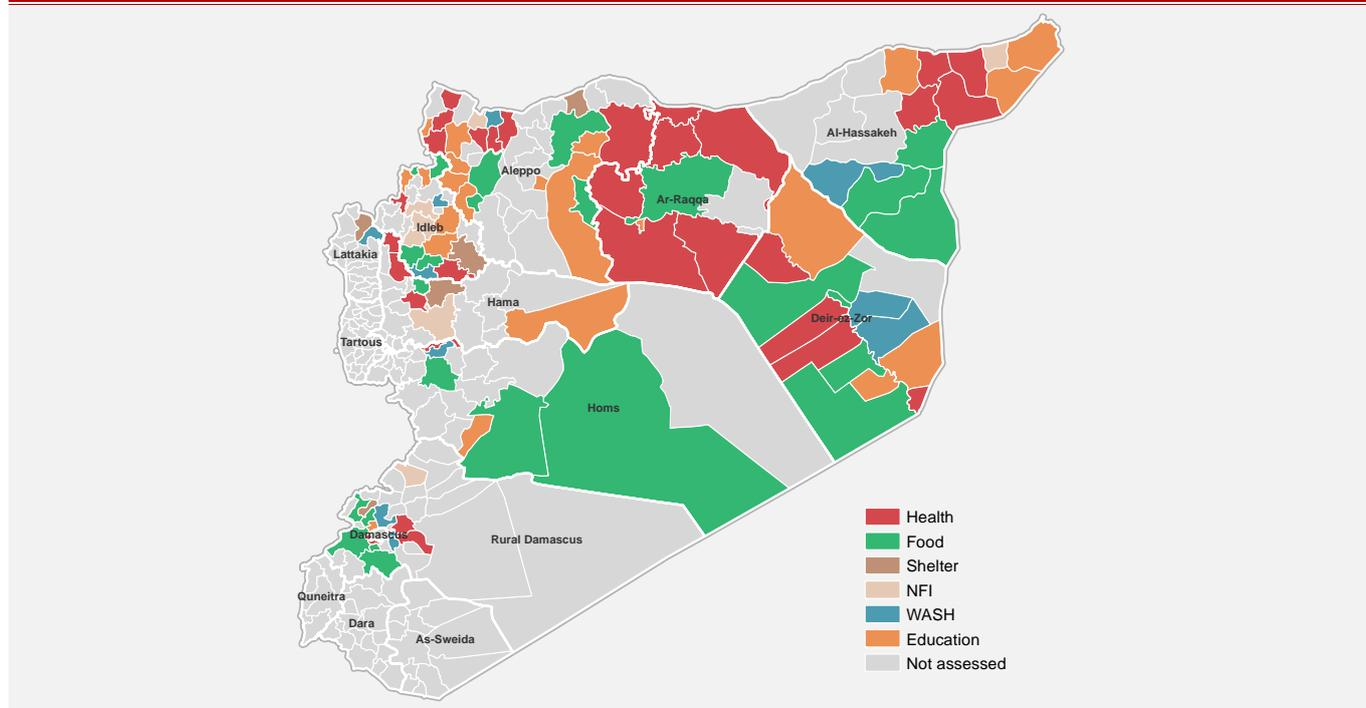 Al-Hassakeh
Aleppo
Ar-Raqqa
Idleb
Lattakia
Hama
Deir-ez-Zor
Tartous
Homs
Damascus
Rural Damascus
Quneitra
Dara
As-Sweida
Health
Food
Shelter
NFI
WASH
Education
Not assessed